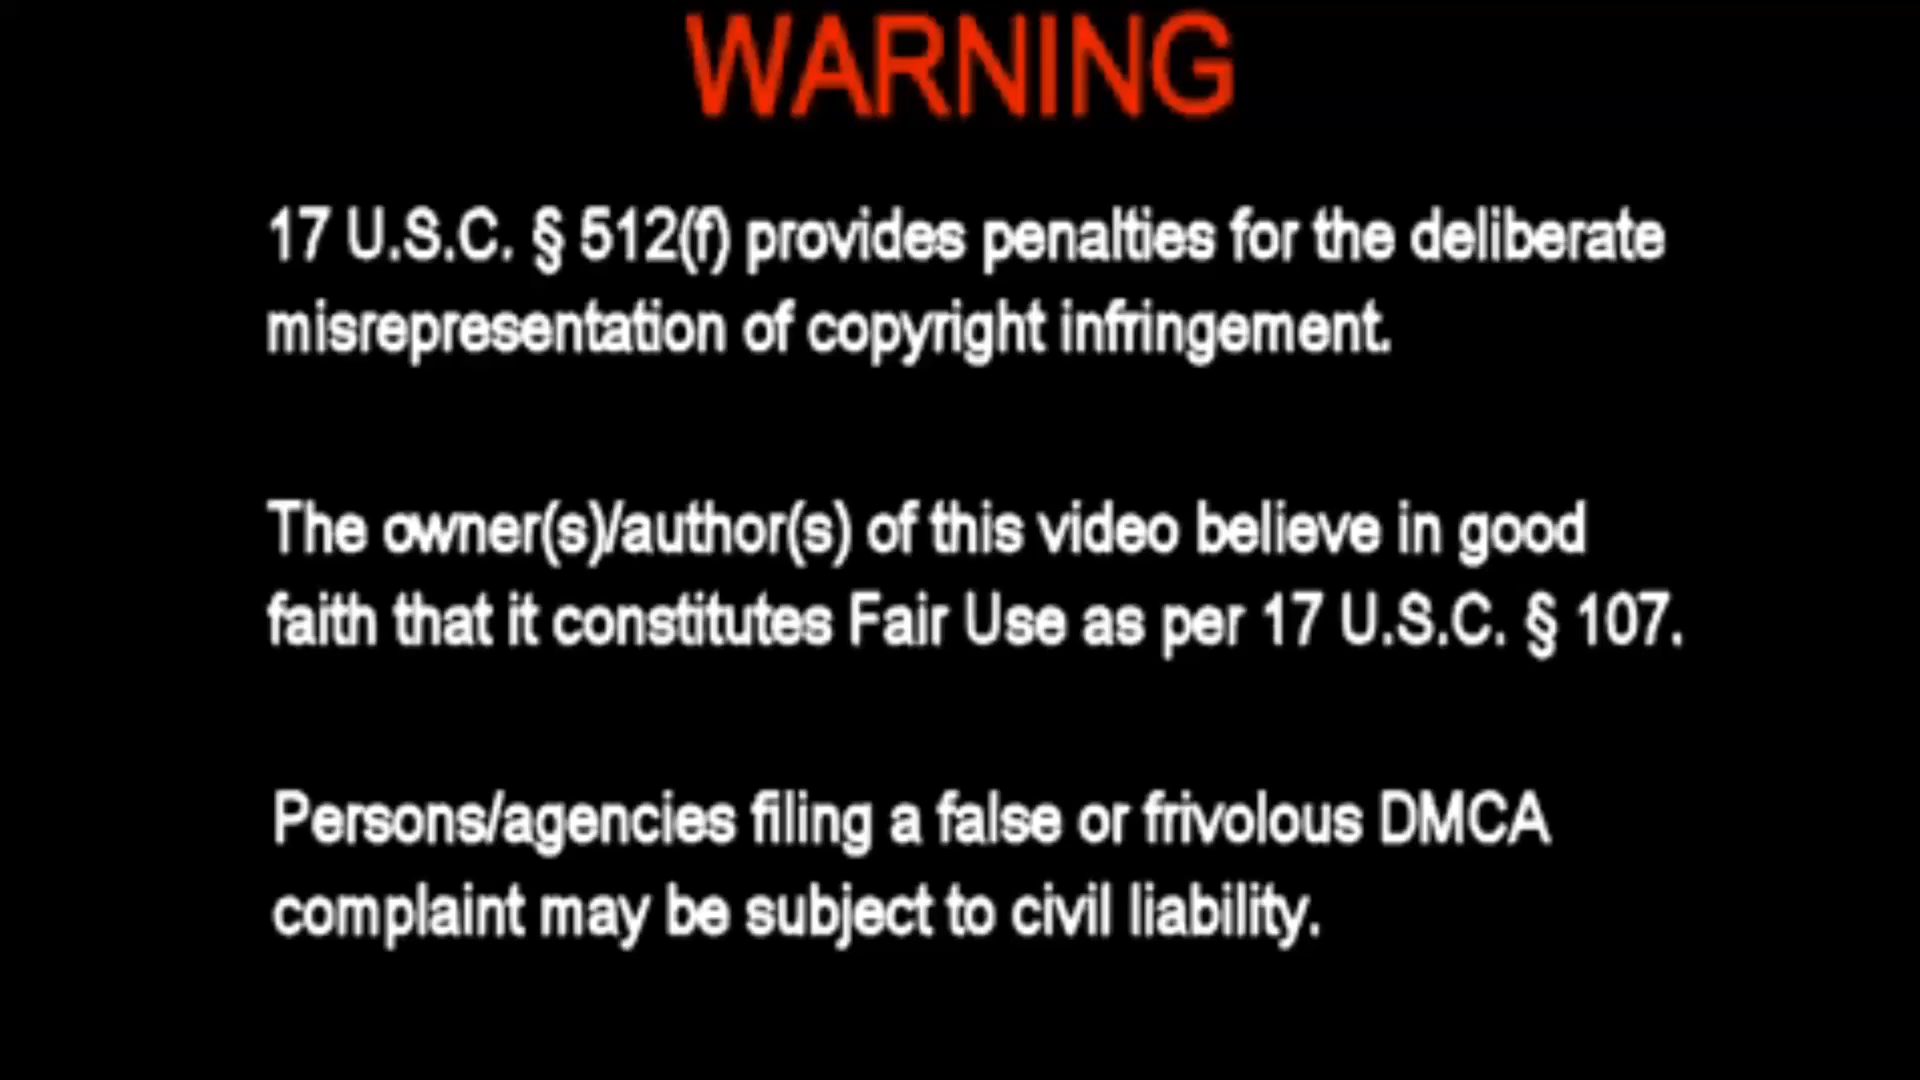 WARNING
17 U.S.C. § 512(f) provides penalties for the deliberate
misrepresentation of copyright infringement.
The owner(s)/author(s) of this video believe in good
faith that it constitutes Fair Use as per 17 U.S.C. § 107.
Persons/agencies filing a false or frivolous DMCA
complaint may be subject to civil liability.